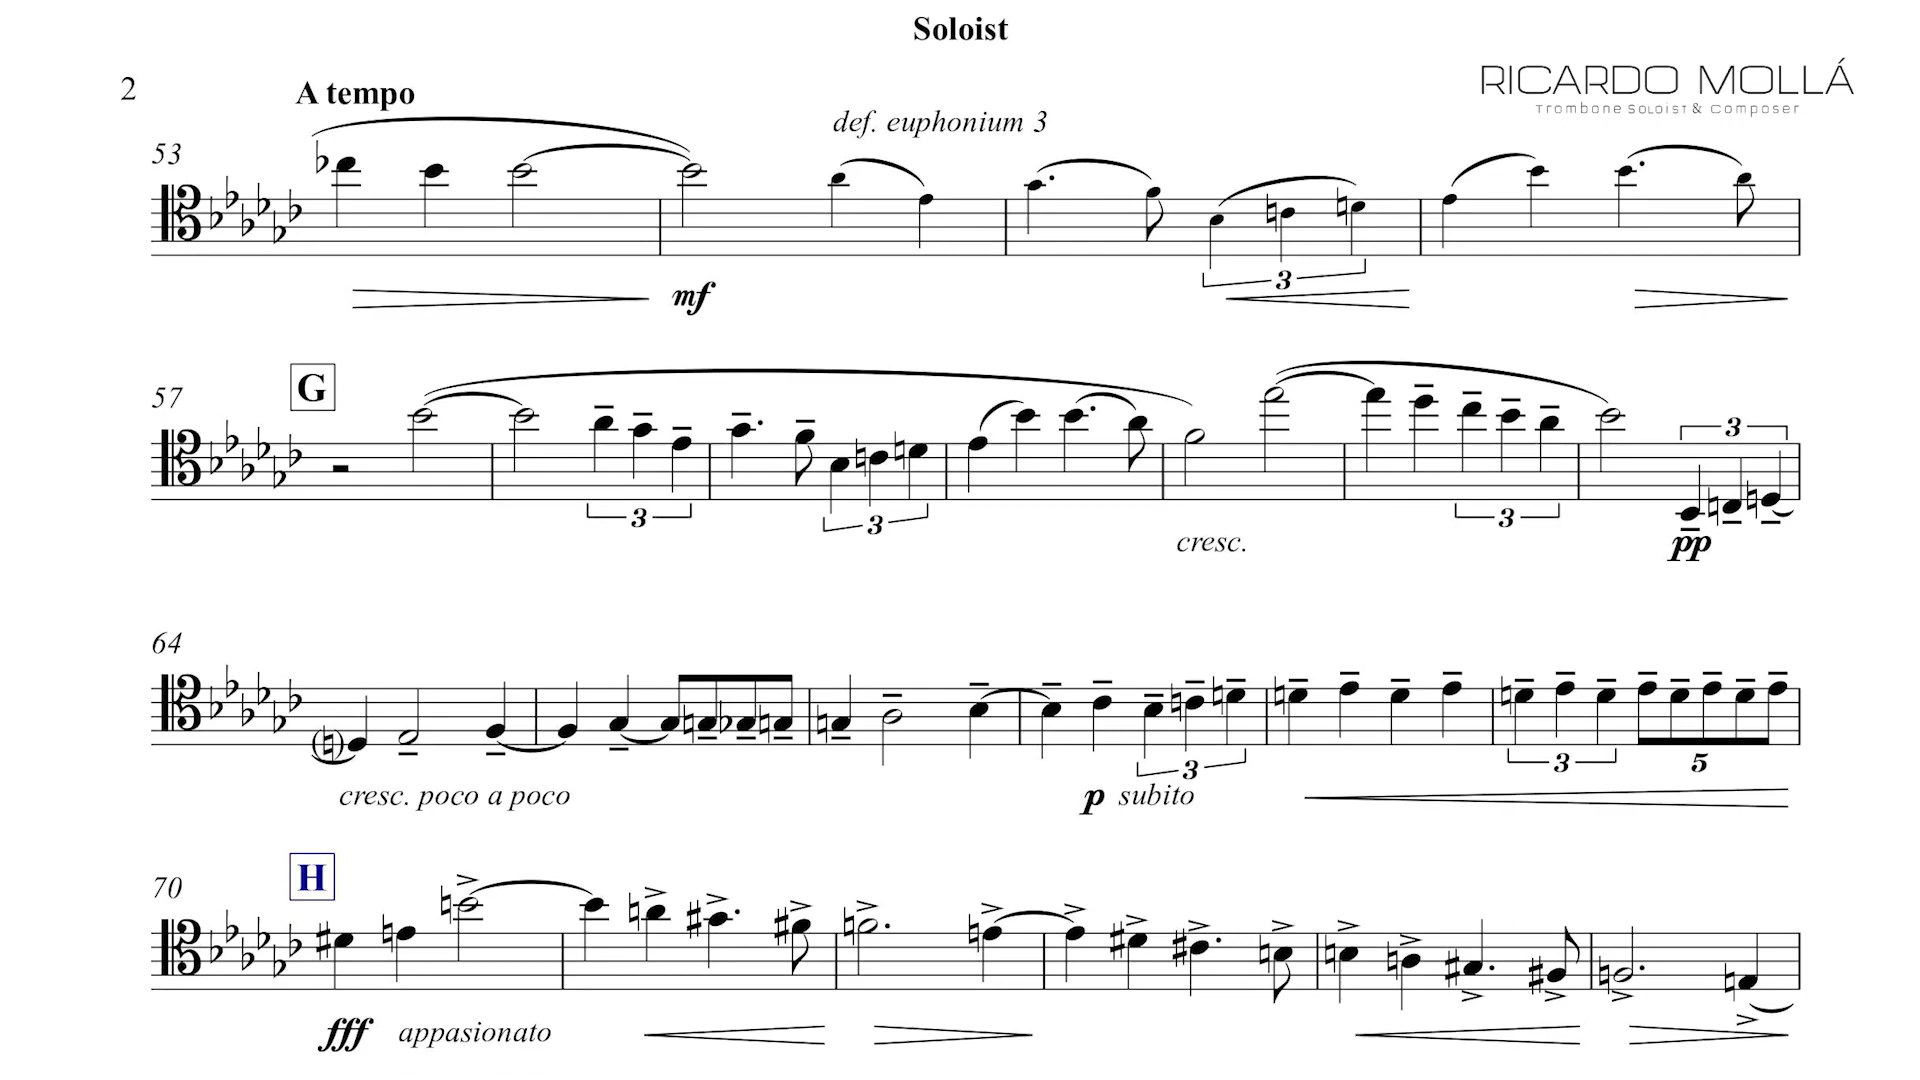 Soloist
2
A tempo
RICARDO MOLLÁ
Trombone Soloist & Composer
def. euphonium 3
53
3
mf
57
G
3
3
3
3
cresc.
pp
64
3
3
5
cresc. poco a poco
p subito
70
H
fff appasionato